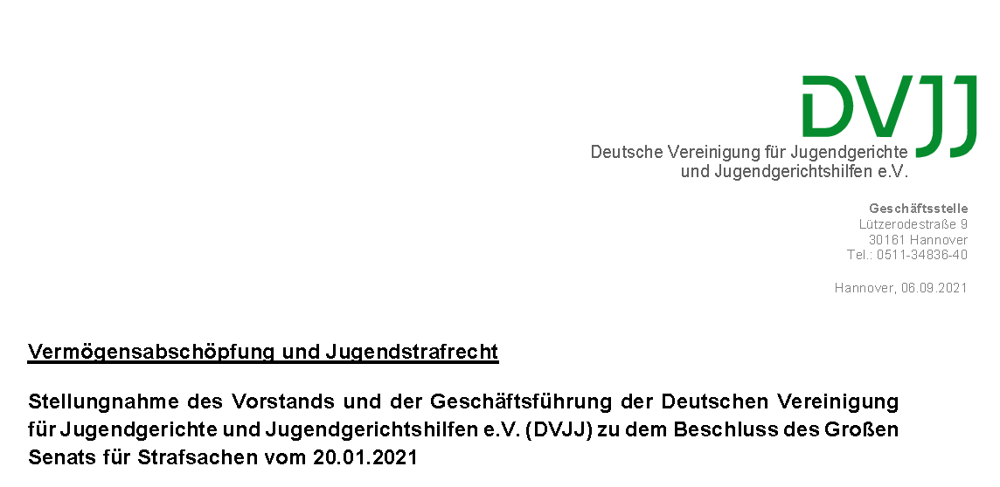 DVJJ
Deutsche Vereinigung für Jugendgerichte
und Jugendgerichtshilfen e.V.
Geschäftsstelle
Lützerodestraße 9
30161 Hannover
Tel.: 0511-34836-40
Hannover, 06.09.2021
Vermögensabschöpfung und Jugendstrafrecht
Stellungnahme des Vorstands und der Geschäftsführung der Deutschen Vereinigung
für Jugendgerichte und Jugendgerichtshilfen e.V. (DVJJ) zu dem Beschluss des Großen
Senats für Strafsachen vom 20.01.2021